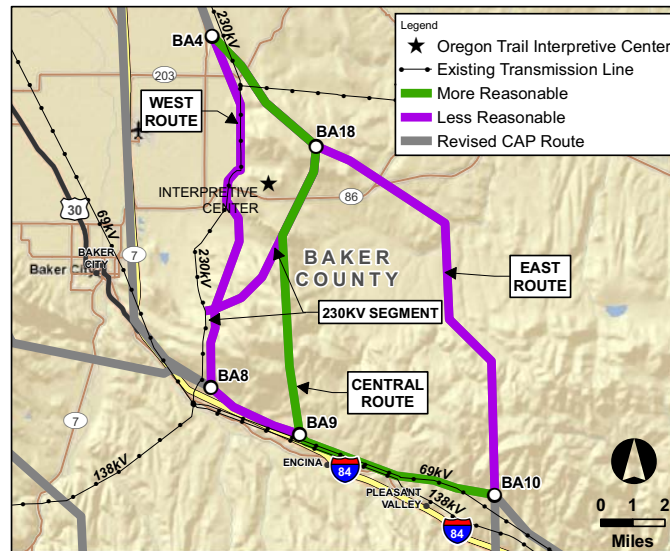 230kV
BA4
203
WEST
ROUTE
BA18
Legend
Oregon Trail Interpretive Center
Existing Transmission Line
More Reasonable
Less Reasonable
Revised CAP Route
INTERPRETIVE
CENTER
86
30
69kV
7
BAKER
CITY
Baker City
230kV
BAKER
COUNTY
EAST
ROUTE
230KV SEGMENT
BA8
CENTRAL
ROUTE
BA9
7
138kV
ENCINA
84
69kV
BA10
PLEASANT
VALLEY
138kV
84
0 1 2
Miles